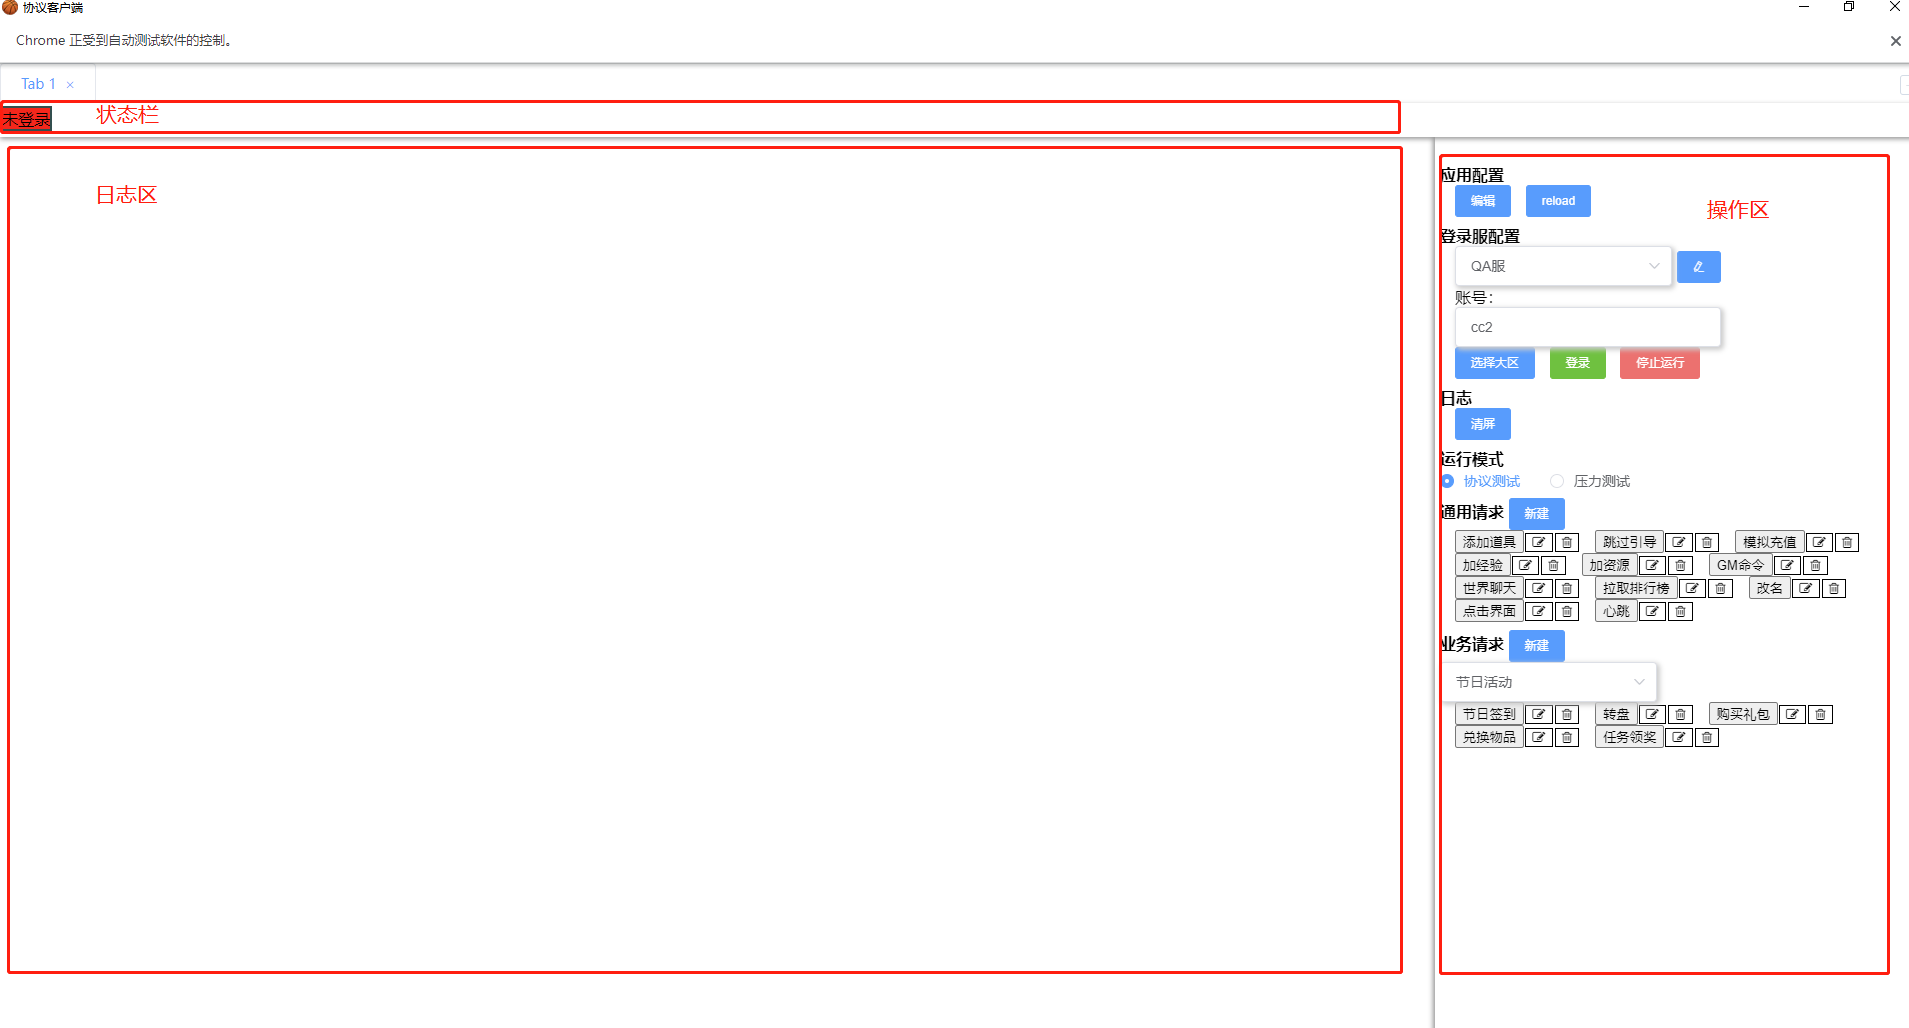 协议客户端
Chrome 正受到自动测试软件的控制。
Tab 1
未登录
状态栏
日志区
操作区
应用配置
编辑 reload
登录服配置
QA服
账号：
cc2
选择大区 登录 停止运行
日志
清屏
运行模式
协议测试 压力测试
通用请求 新建
添加道具 跳过引导 模拟充值
加经验 加资源 GM命令
世界聊天 拉取排行榜 改名
点击界面 心跳
业务请求 新建
节日活动
节日签到 转盘 购买礼包
兑换物品 任务领奖